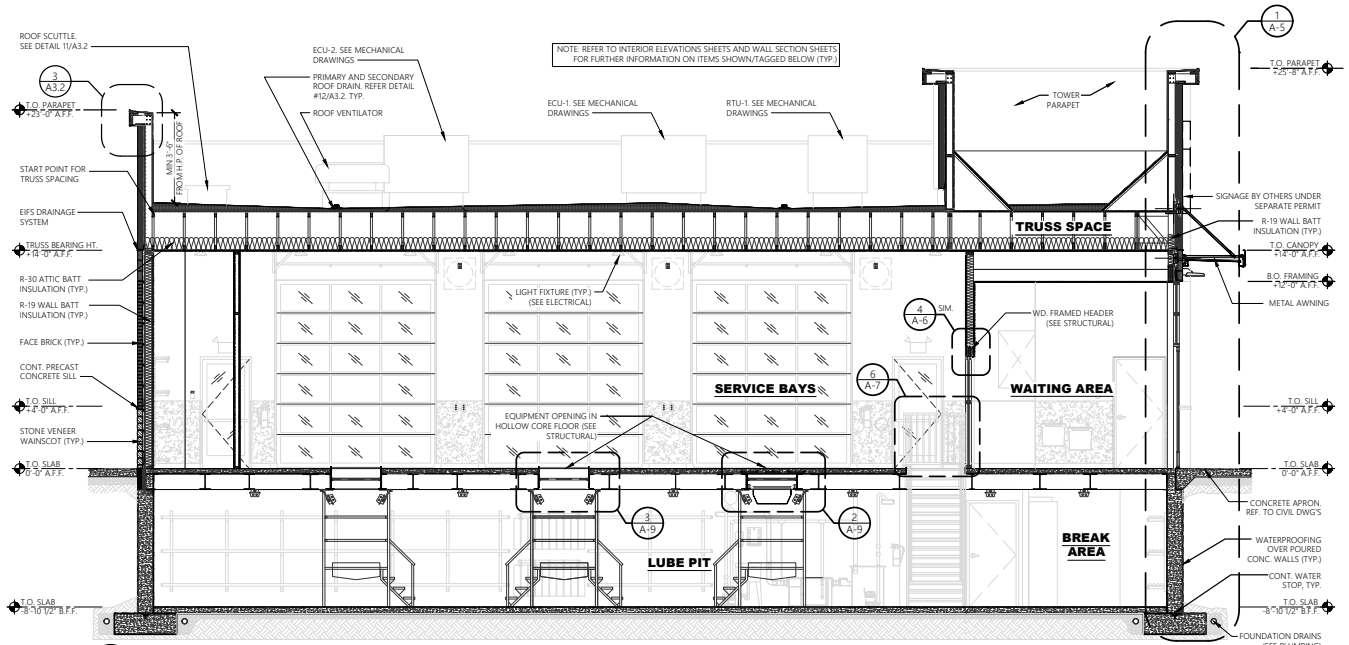 ROOF SCUTTLE.
SEE DETAIL 11/A3.2
3
A3.2
T.O. PARAPET
+23'-0" A.F.F.
MIN 3'-6"
FROM H.P. OF ROOF
START POINT FOR
TRUSS SPACING
EIFS DRAINAGE
SYSTEM
TRUSS BEARING HT.
+14'-0" A.F.F.
R-30 ATTIC BATT
INSULATION (TYP.)
R-19 WALL BATT
INSULATION (TYP.)
FACE BRICK (TYP.)
CONT. PRECAST
CONCRETE SILL
T.O. SILL
+4'-0" A.F.F.
STONE VENEER
WAINSCOT (TYP.)
T.O. SLAB
0'-0" A.F.F.
T.O. SLAB
-8'-10 1/2" B.F.F.
ECU-2. SEE MECHANICAL
DRAWINGS
PRIMARY AND SECONDARY
ROOF DRAIN. REFER DETAIL
#12/A3.2. TYP.
ROOF VENTILATOR
NOTE: REFER TO INTERIOR ELEVATIONS SHEETS AND WALL SECTION SHEETS
FOR FURTHER INFORMATION ON ITEMS SHOWN/TAGGED BELOW (TYP.)
ECU-1. SEE MECHANICAL
DRAWINGS
RTU-1. SEE MECHANICAL
DRAWINGS
TOWER
PARAPET
1
A-5
T.O. PARAPET
+25'-8" A.F.F.
SIGNAGE BY OTHERS UNDER
SEPARATE PERMIT
TRUSS SPACE
R-19 WALL BATT
INSULATION (TYP.)
T.O. CANOPY
+14'-0" A.F.F.
B.O. FRAMING
+12'-0" A.F.F.
METAL AWNING
LIGHT FIXTURE (TYP.)
(SEE ELECTRICAL)
4
A-6
SIM.
WD. FRAMED HEADER
(SEE STRUCTURAL)
6
A-7
SERVICE BAYS
WAITING AREA
T.O. SILL
+4'-0" A.F.F.
EQUIPMENT OPENING IN
HOLLOW CORE FLOOR (SEE
STRUCTURAL)
T.O. SLAB
0'-0" A.F.F.
CONCRETE APRON.
REF. TO CIVIL DWG'S
3
A-9
2
A-9
LUBE PIT
BREAK
AREA
WATERPROOFING
OVER POURED
CONC. WALLS (TYP.)
CONT. WATER
STOP, TYP.
T.O. SLAB
-8'-10 1/2" B.F.F.
FOUNDATION DRAINS
(SEE PLUMBING)